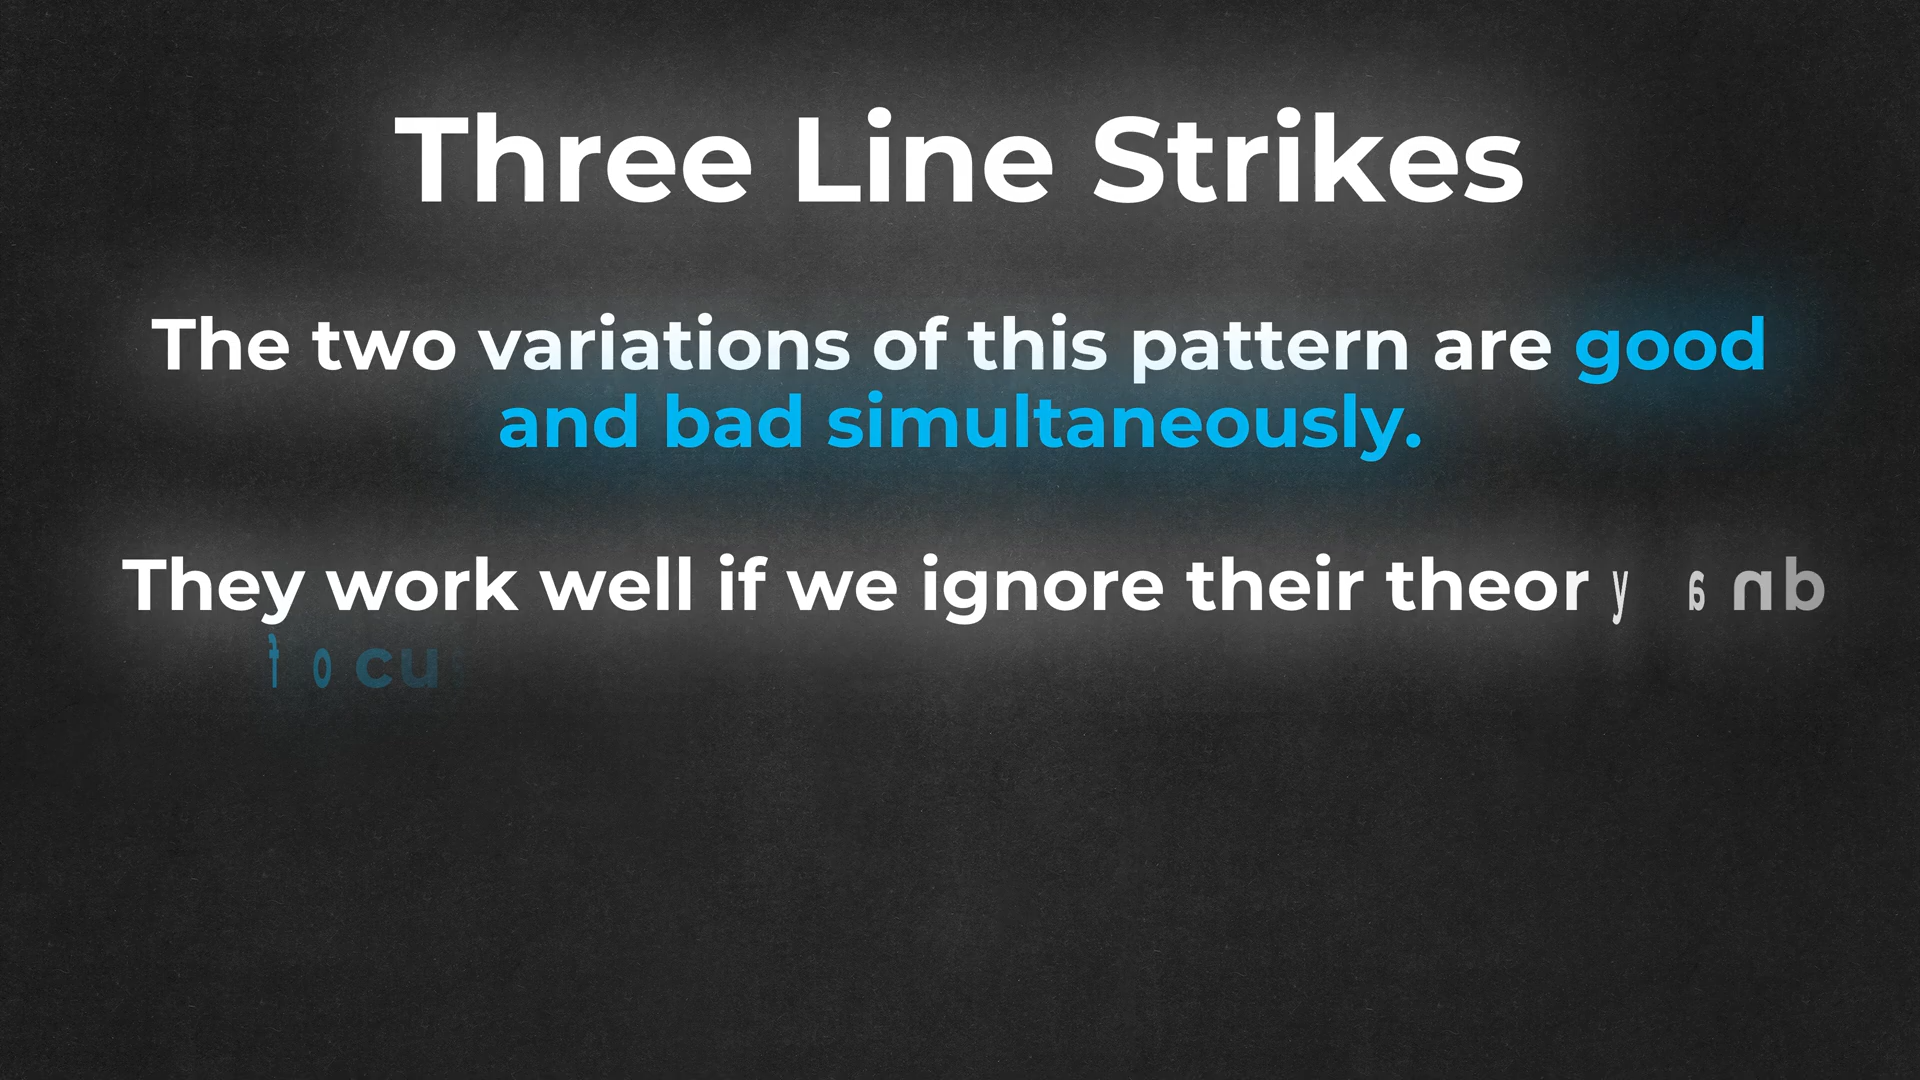 Three Line Strikes
The two variations of this pattern are good
and bad simultaneously.
They work well if we ignore their theory